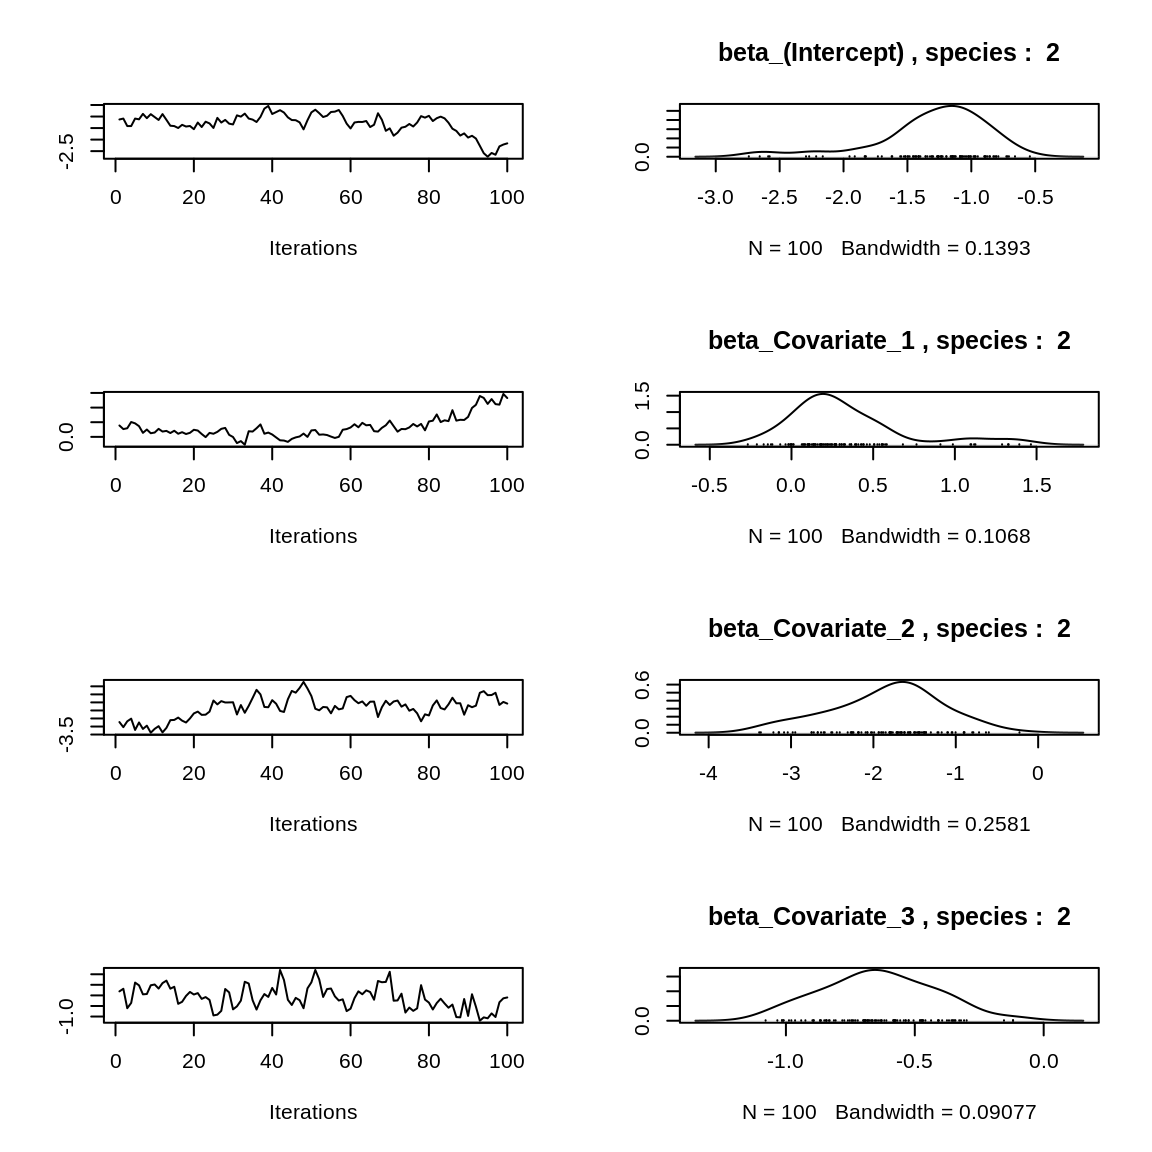 beta_(Intercept) , species :  2
-2.5
0 20 40 60 80 100
Iterations
0.0
-3.0 -2.5 -2.0 -1.5 -1.0 -0.5
N = 100   Bandwidth = 0.1393
beta_Covariate_1 , species :  2
0.0
0 20 40 60 80 100
Iterations
0.0 1.5
-0.5 0.0 0.5 1.0 1.5
N = 100   Bandwidth = 0.1068
beta_Covariate_2 , species :  2
-3.5
0 20 40 60 80 100
Iterations
0.0 0.6
-4 -3 -2 -1 0
N = 100   Bandwidth = 0.2581
beta_Covariate_3 , species :  2
-1.0
0 20 40 60 80 100
Iterations
0.0
-1.0 -0.5 0.0
N = 100   Bandwidth = 0.09077